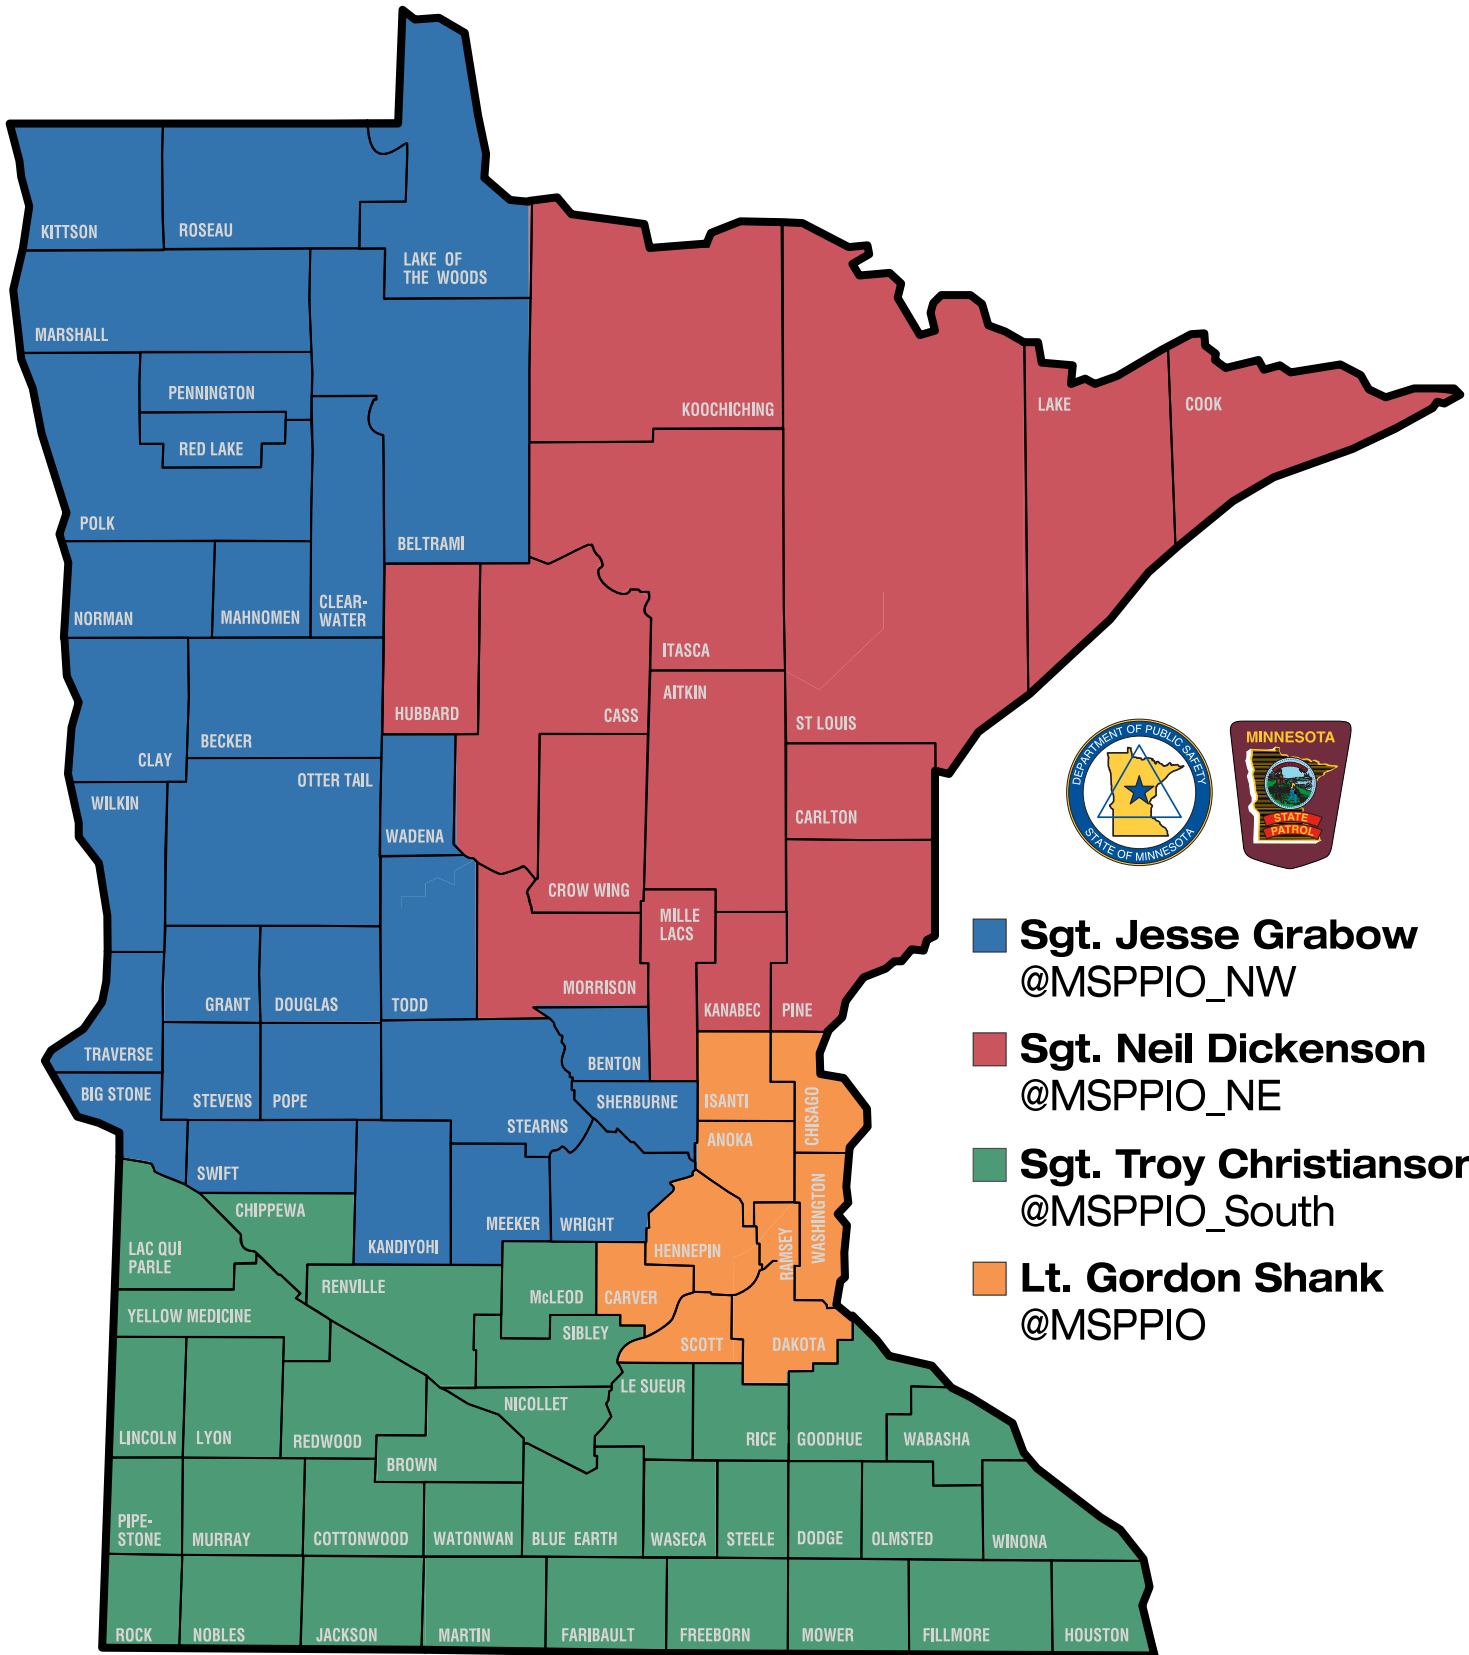 KITTSON
ROSEAU
LAKE OF
THE WOODS
MARSHALL
PENNINGTON
RED LAKE
POLK
BELTRAMI
KOOCHICHING
LAKE
COOK
NORMAN
MAHNOMEN
CLEAR-
WATER
ITASCA
AITKIN
HUBBARD
CASS
ST LOUIS
CLAY
BECKER
OTTER TAIL
WILKIN
WADENA
CROW WING
CARLTON
MILLE
LACS
MORRISON
KANABEC
PINE
GRANT
DOUGLAS
TODD
TRAVERSE
BIG STONE
STEVENS
POPE
BENTON
SHERBURNE
STEARNS
ISANTI
CHISAGO
ANOKA
SWIFT
CHIPPEWA
KANDIYOHI
MEEKER
WRIGHT
HENNEPIN
RAMSEY
WASHINGTON
LAC QUI
PARLE
RENVILLE
McLEOD
CARVER
YELLOW MEDICINE
SIBLEY
SCOTT
DAKOTA
LE SUEUR
NICOLLET
LINCOLN
LYON
REDWOOD
BROWN
RICE
GOODHUE
WABASHA
PIPE-
STONE
MURRAY
COTTONWOOD
WATONWAN
BLUE EARTH
WASECA
STEELE
DODGE
OLMSTED
WINONA
ROCK
NOBLES
JACKSON
MARTIN
FARIBAULT
FREEBORN
MOWER
FILLMORE
HOUSTON
DEPARTMENT OF PUBLIC SAFETY
STATE OF MINNESOTA
MINNESOTA
STATE
PATROL
Sgt. Jesse Grabow
@MSPPIO_NW
Sgt. Neil Dickenson
@MSPPIO_NE
Sgt. Troy Christianson
@MSPPIO_South
Lt. Gordon Shank
@MSPPIO